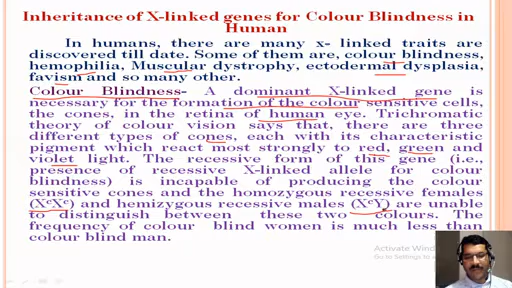 Inheritance of X-linked genes for Colour Blindness in
Human
In humans, there are many x- linked traits are
discovered till date. Some of them are, colour blindness,
hemophilia, Muscular dystrophy, ectodermal dysplasia,
favism and so many other.
Colour Blindness- A dominant X-linked gene is
necessary for the formation of the colour sensitive cells,
the cones, in the retina of human eye. Trichromatic
theory of colour vision says that, there are three
different types of cones, each with its characteristic
pigment which react most strongly to red, green and
violet light. The recessive form of this gene (i.e.,
presence of recessive X-linked allele for colour
blindness) is incapable of producing the colour
sensitive cones and the homozygous recessive females
(XᶜXᶜ) and hemizygous recessive males (XᶜY) are unable
to distinguish between these two colours. The
frequency of colour blind women is much less than
colour blind man.
Activate Wind
Go to Settings to a